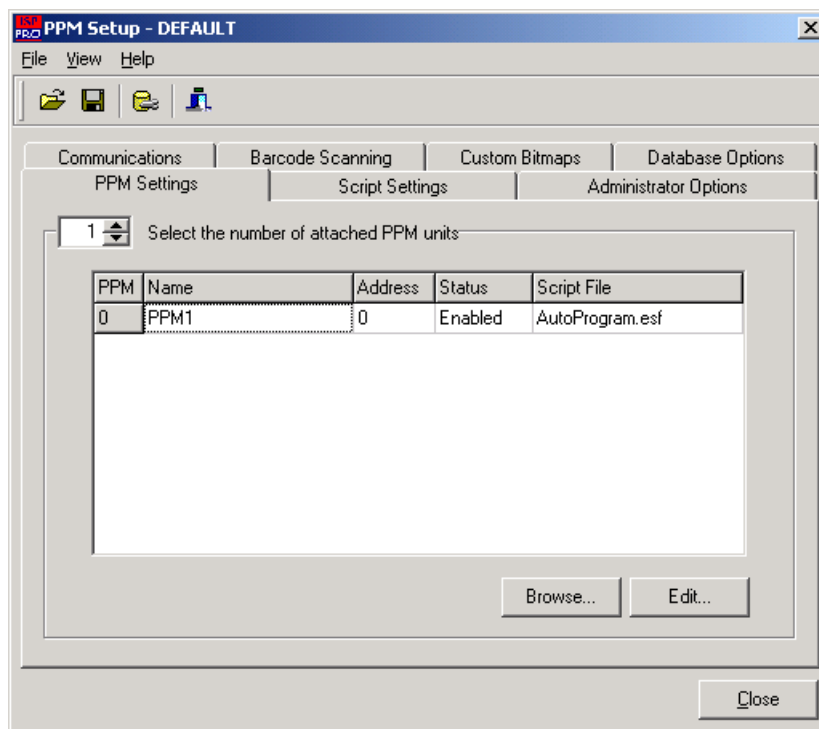 ISP PRO PPM Setup - DEFAULT
File View Help
Communications Barcode Scanning Custom Bitmaps Database Options
PPM Settings Script Settings Administrator Options
1 Select the number of attached PPM units
PPM Name Address Status Script File
0 PPM1 0 Enabled AutoProgram.esf
Browse... Edit...
Close